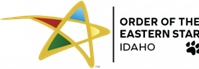 ORDER OF THE
EASTERN STAR
IDAHO